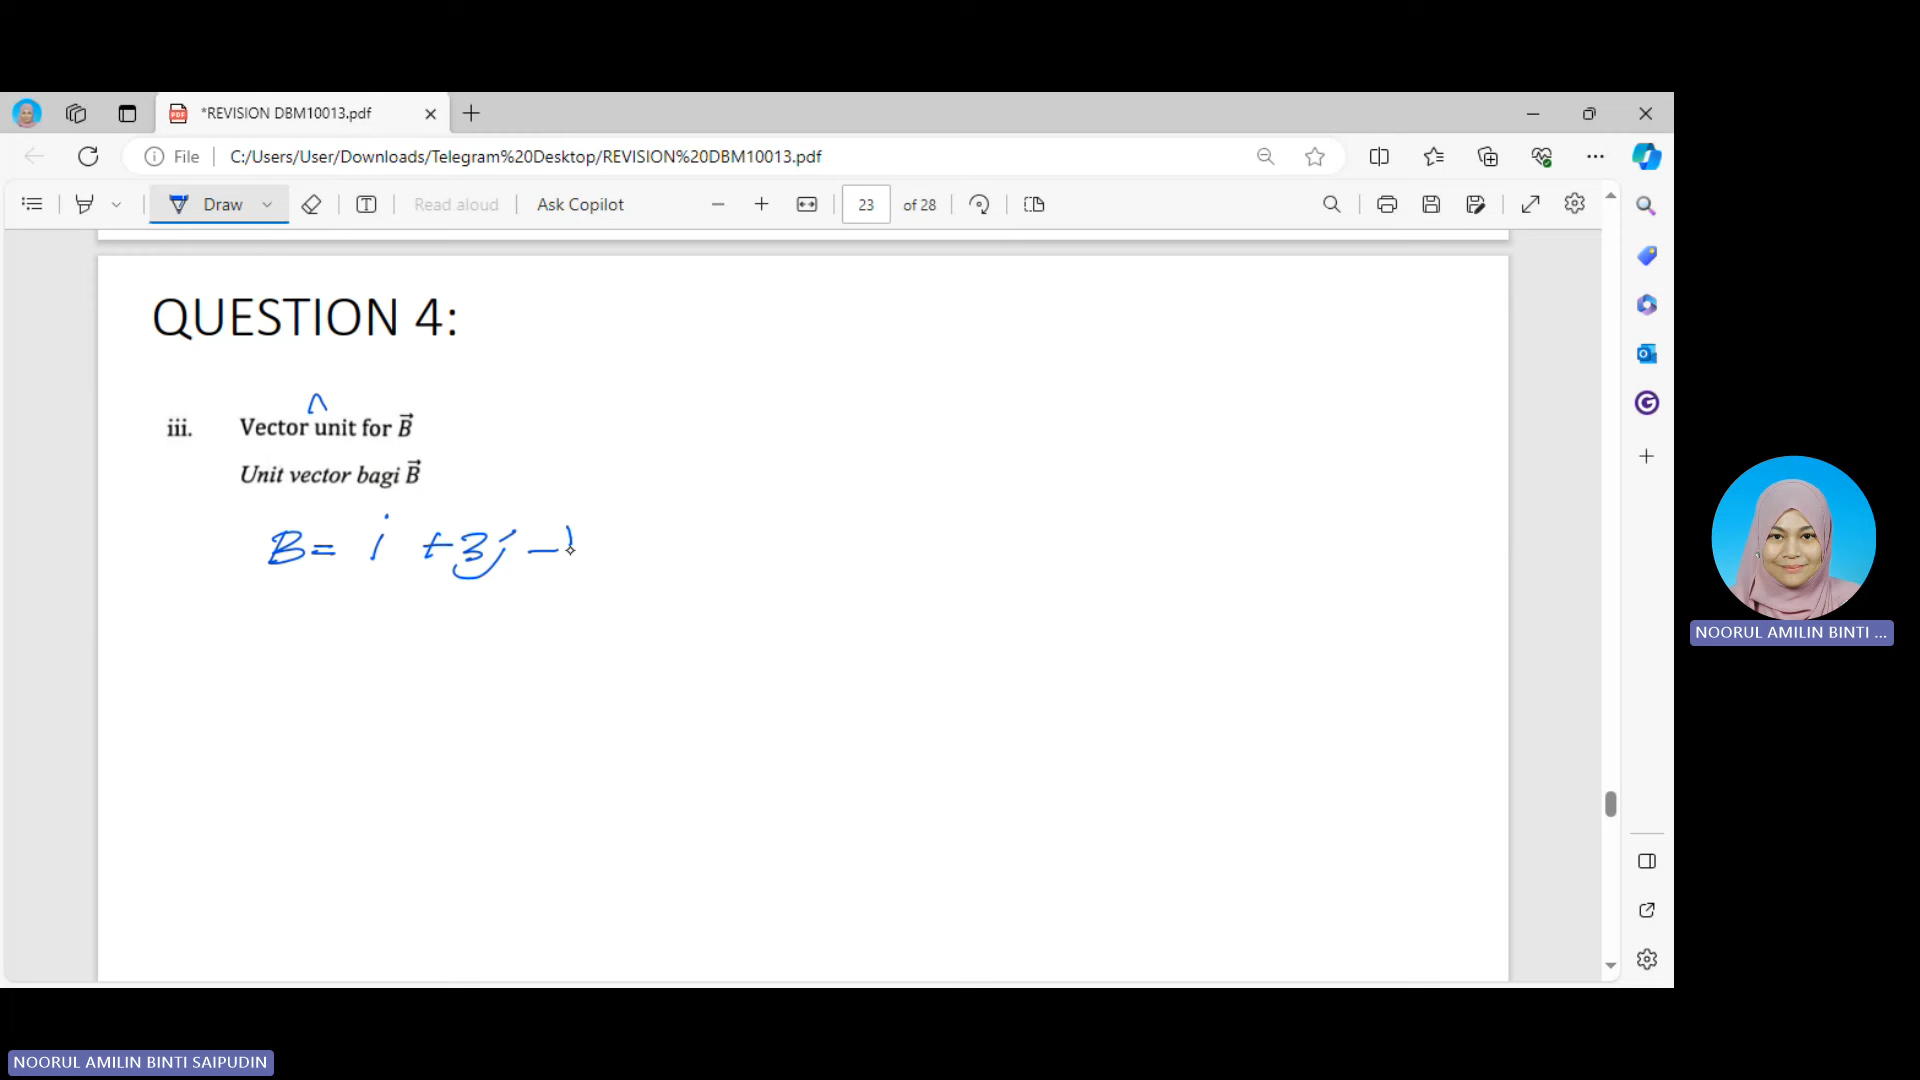 *REVISION DBM10013.pdf
File C:/Users/User/Downloads/Telegram%20Desktop/REVISION%20DBM10013.pdf
Draw Read aloud Ask Copilot 23 of 28
QUESTION 4:
^
iii. Vector unit for B⃗
Unit vector bagi B⃗
B = i + 3j -
NOORUL AMILIN BINTI ...
NOORUL AMILIN BINTI SAIPUDIN